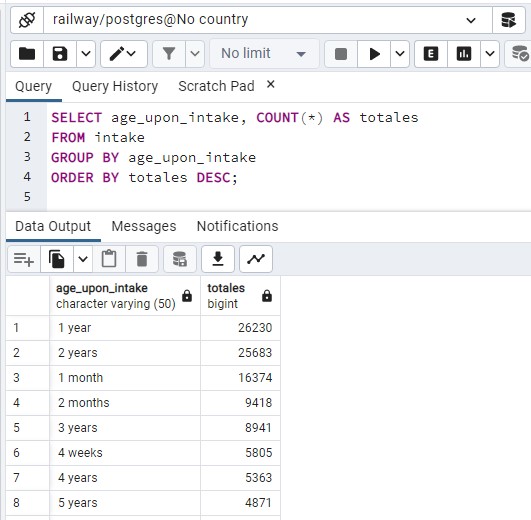 railway/postgres@No country
No limit
E
Query Query History Scratch Pad
1 SELECT age_upon_intake, COUNT(*) AS totales
2 FROM intake
3 GROUP BY age_upon_intake
4 ORDER BY totales DESC;
5
Data Output Messages Notifications
age_upon_intake totales
character varying (50) bigint
1 1 year 26230
2 2 years 25683
3 1 month 16374
4 2 months 9418
5 3 years 8941
6 4 weeks 5805
7 4 years 5363
8 5 years 4871